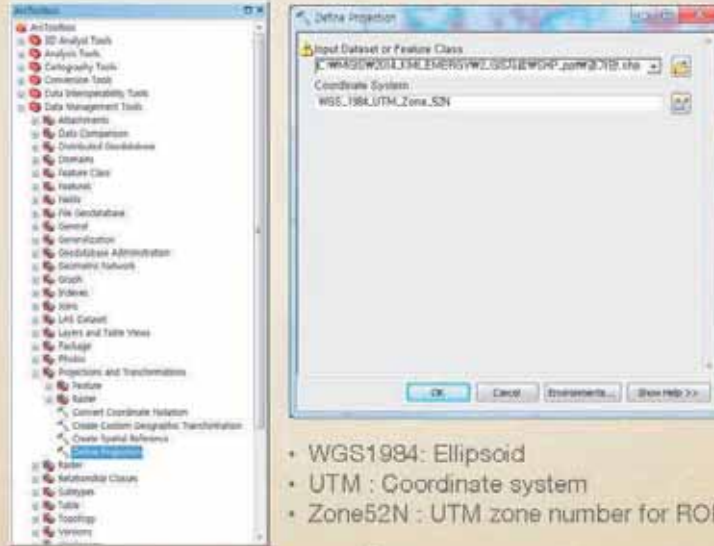 ArcToolbox
ArcToolbox
3D Analyst Tools
Analysis Tools
Cartography Tools
Conversion Tools
Data Interoperability Tools
Data Management Tools
Attachments
Data Comparison
Distributed Geodatabase
Domains
Feature Class
Features
Fields
File Geodatabase
General
Generalization
Geodatabase Administration
Geometric Network
Graph
Indexes
Joins
LAS Dataset
Layers and Table Views
Package
Photos
Projections and Transformations
Feature
Raster
Convert Coordinate Notation
Create Custom Geographic Transformation
Create Spatial Reference
Define Projection
Raster
Relationship Classes
Subtypes
Table
Topology
Versions
Define Projection
Input Dataset or Feature Class
Coordinate System
WGS_1984_UTM_Zone_52N
OK
Cancel
Environments...
Show Help >>
• WGS1984: Ellipsoid
• UTM : Coordinate system
• Zone52N : UTM zone number for ROK